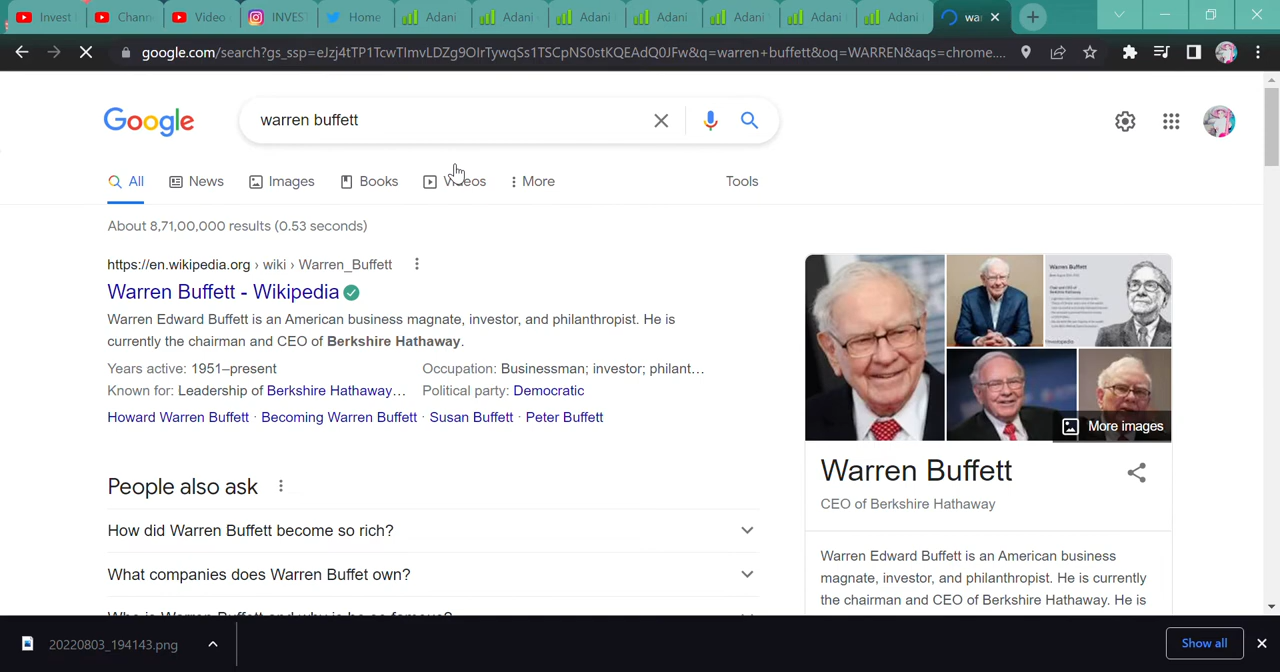 Invest
Chann
Video
INVEST
Home
Adani
Adani
Adani
Adani
Adani
Adani
Adani
wa
google.com/search?gs_ssp=eJzj4tTP1TcwTImvLDZg9OIrTywqSs1TSCpNS0stKQEAdQ0JFw&q=warren+buffett&oq=WARREN&aqs=chrome....
Google
warren buffett
All News Images Books Videos More Tools
About 8,71,00,000 results (0.53 seconds)
https://en.wikipedia.org › wiki › Warren_Buffett
Warren Buffett - Wikipedia
Warren Edward Buffett is an American business magnate, investor, and philanthropist. He is
currently the chairman and CEO of Berkshire Hathaway.
Years active: 1951–present Occupation: Businessman; investor; philant...
Known for: Leadership of Berkshire Hathaway... Political party: Democratic
Howard Warren Buffett · Becoming Warren Buffett · Susan Buffett · Peter Buffett
People also ask
How did Warren Buffett become so rich?
What companies does Warren Buffet own?
Warren Buffett
More images
Warren Buffett
CEO of Berkshire Hathaway
Warren Edward Buffett is an American business
magnate, investor, and philanthropist. He is currently
the chairman and CEO of Berkshire Hathaway. He is
20220803_194143.png
Show all